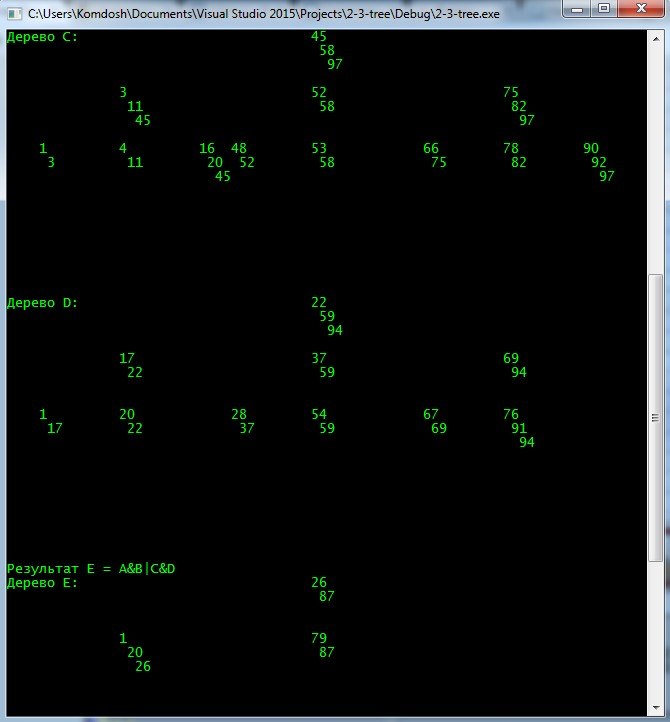 C:\Users\Komdosh\Documents\Visual Studio 2015\Projects\2-3-tree\Debug\2-3-tree.exe
Дерево C: 45
58
97
3 52 75
11 58 82
45 97
1 4 16 48 53 66 78 90
3 11 20 52 58 75 82 92
45 97
Дерево D: 22
59
94
17 37 69
22 59 94
1 20 28 54 67 76
17 22 37 59 69 91
94
Результат E = A&B|C&D
Дерево E: 26
87
1 79
20 87
26